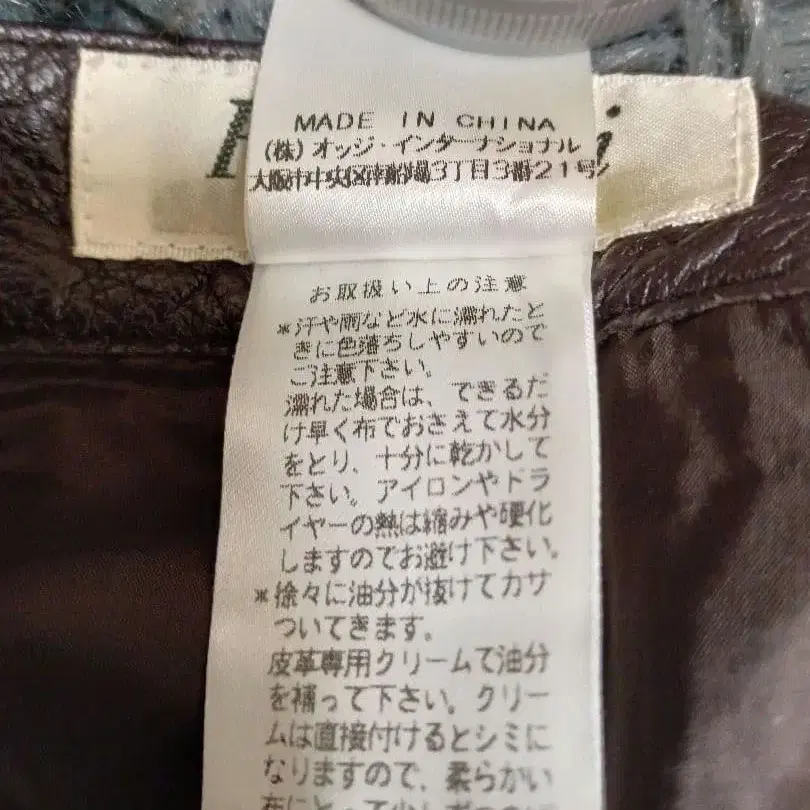 MADE IN CHINA
(株)オッジ・インターナショナル
大阪市中央区南船場3丁目3番21号
お取扱い上の注意
*汗や雨など水に濡れたと
きに色落ちしやすいので
ご注意下さい。
濡れた場合は、できるだ
け早く布でおさえて水分
をとり、十分に乾かして
下さい。アイロンやドラ
イヤーの熱は縮みや硬化
しますのでお避け下さい。
*徐々に油分が抜けてカサ
ついてきます。
皮革専用クリームで油分
を補って下さい。クリー
ムは直接付けるとシミに
なりますので、柔らかい
布にとって少しずつ